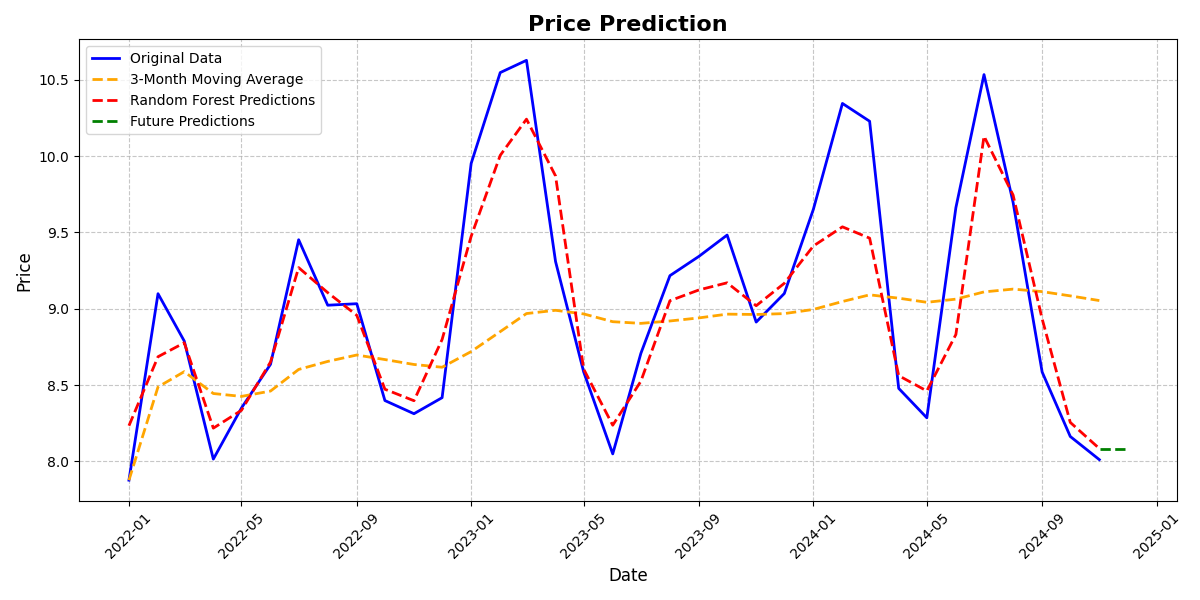 Price Prediction
Original Data
3-Month Moving Average
Random Forest Predictions
Future Predictions
Price
10.5
10.0
9.5
9.0
8.5
8.0
2022-01
2022-05
2022-09
2023-01
2023-05
2023-09
2024-01
2024-05
2024-09
2025-01
Date